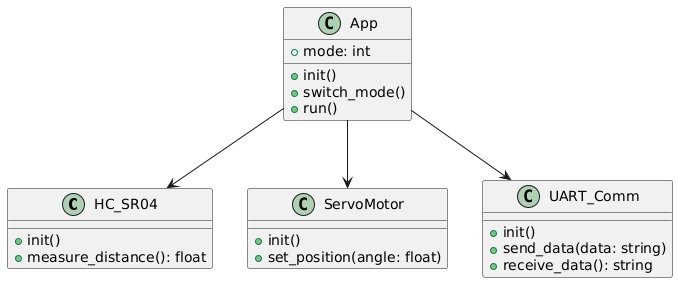 C App
mode: int
init()
switch_mode()
run()
C HC_SR04
init()
measure_distance(): float
C ServoMotor
init()
set_position(angle: float)
C UART_Comm
init()
send_data(data: string)
receive_data(): string